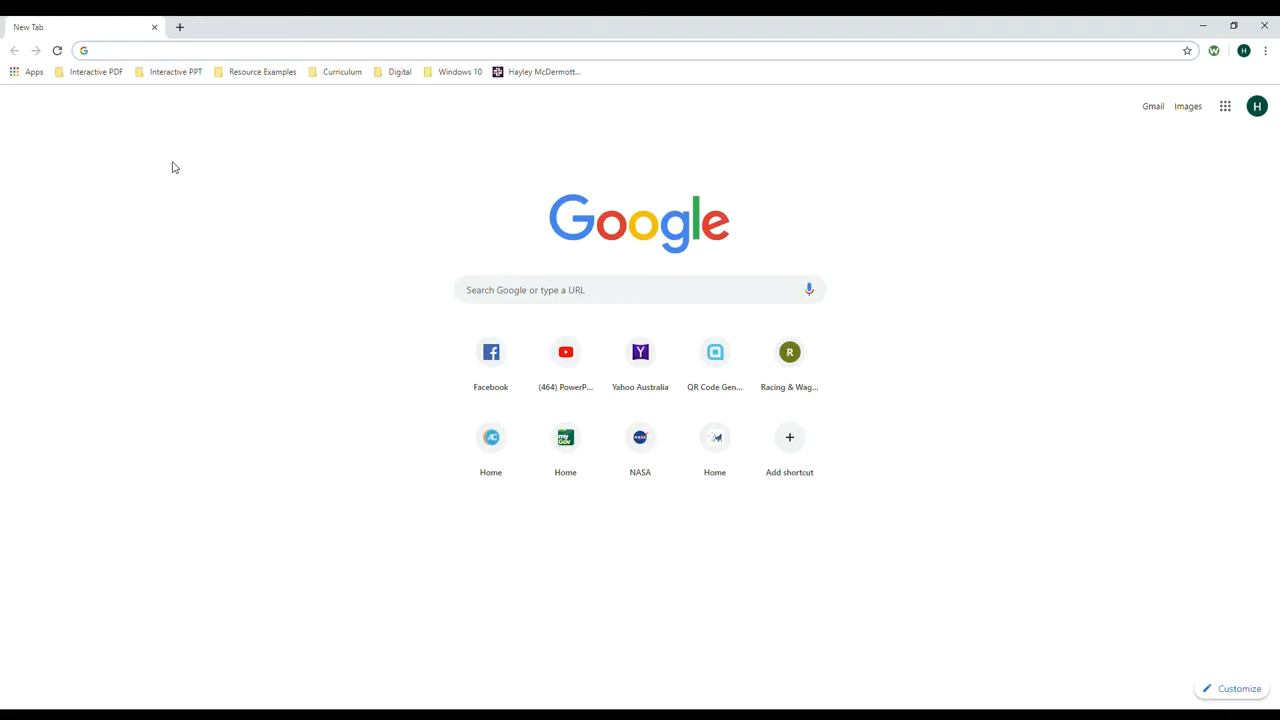 New Tab
Apps Interactive PDF Interactive PPT Resource Examples Curriculum Digital Windows 10 Hayley McDermott...
Gmail Images H
Google
Search Google or type a URL
Facebook (464) PowerP... Yahoo Australia QR Code Gen... Racing & Wag...
Home Home NASA Home Add shortcut
Customize